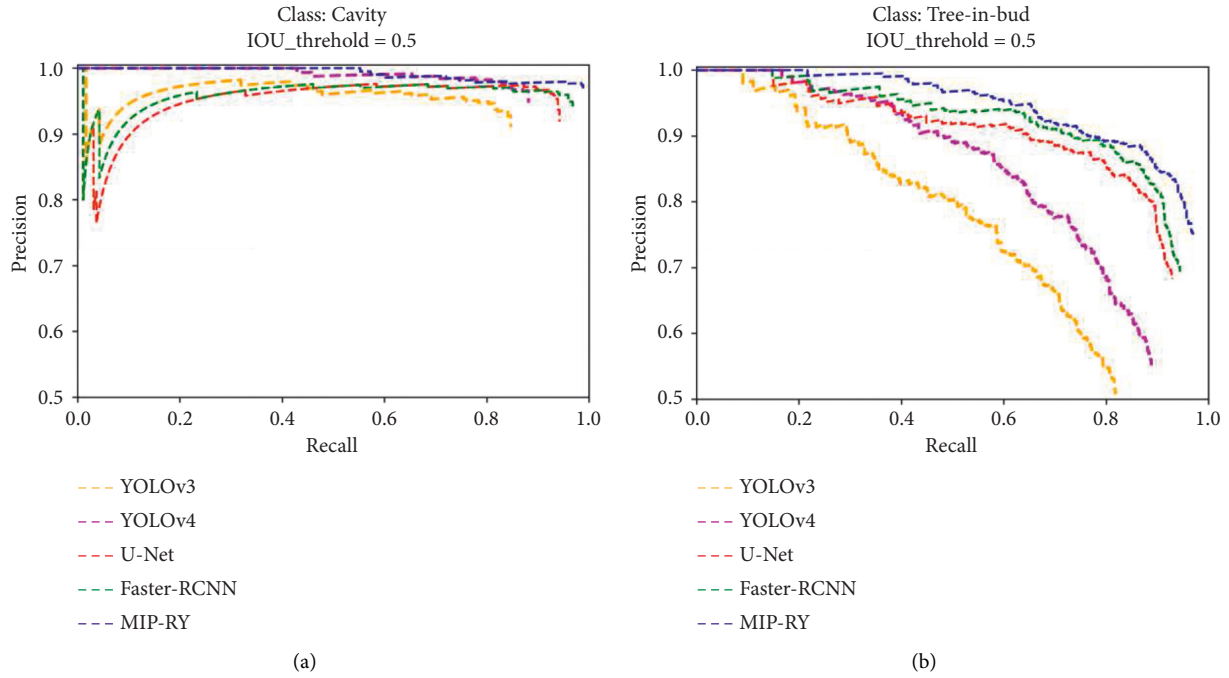 Class: Cavity
IOU_threhold = 0.5
1.0
0.9
0.8
0.7
0.6
0.5
Precision
0.0
0.2
0.4
0.6
0.8
1.0
Recall
YOLOv3
YOLOv4
U-Net
Faster-RCNN
MIP-RY
(a)
Class: Tree-in-bud
IOU_threhold = 0.5
1.0
0.9
0.8
0.7
0.6
0.5
Precision
0.0
0.2
0.4
0.6
0.8
1.0
Recall
YOLOv3
YOLOv4
U-Net
Faster-RCNN
MIP-RY
(b)